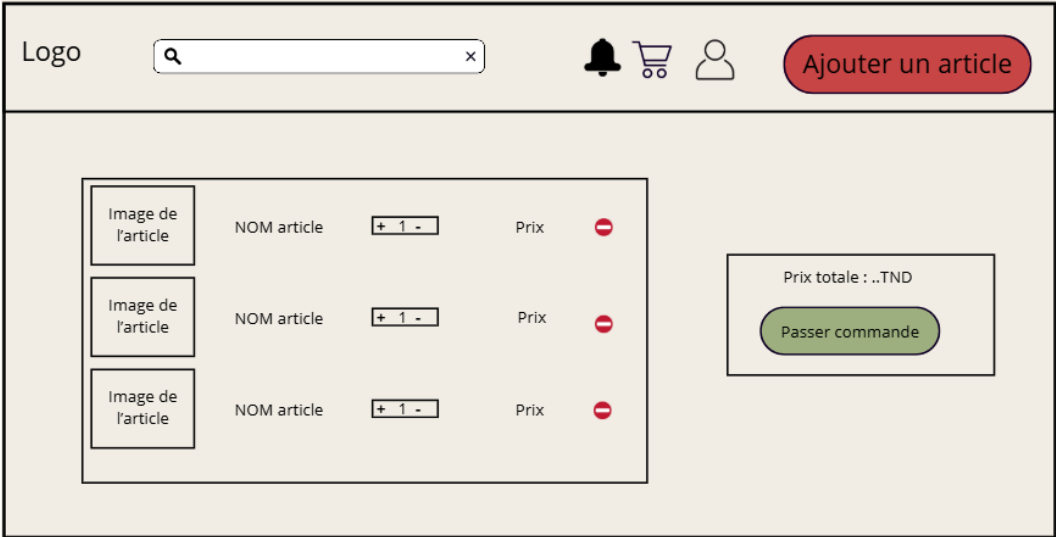 Logo
×
Ajouter un article
Image de
l'article
NOM article
+ 1 -
Prix
Image de
l'article
NOM article
+ 1 -
Prix
Image de
l'article
NOM article
+ 1 -
Prix
Prix totale : ..TND
Passer commande